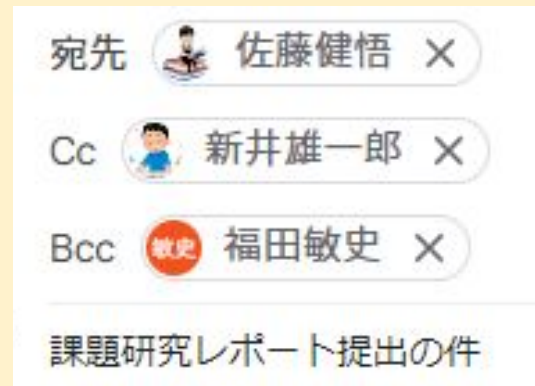 宛先 佐藤健悟 ×
Cc 新井雄一郎 ×
Bcc 敏史 福田敏史 ×
課題研究レポート提出の件